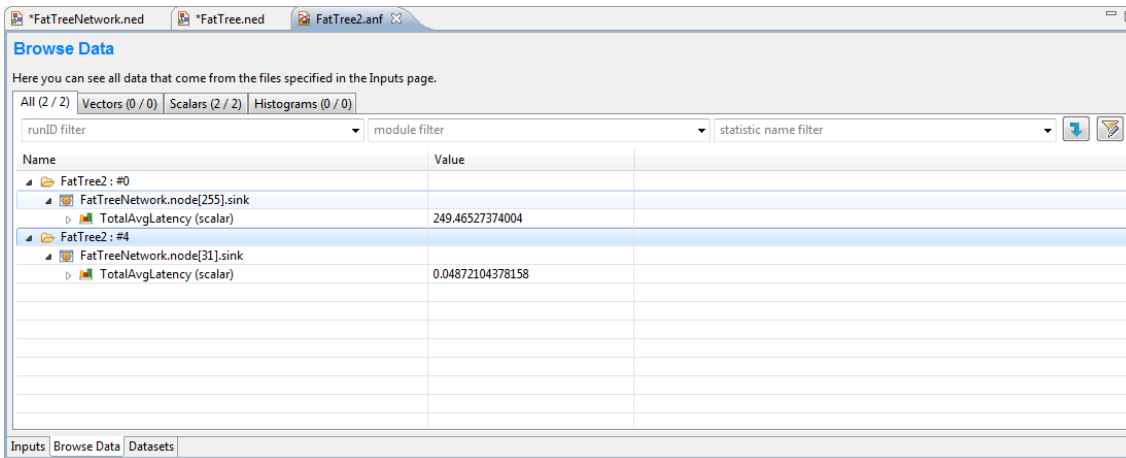 *FatTreeNetwork.ned *FatTree.ned FatTree2.anf
Browse Data
Here you can see all data that come from the files specified in the Inputs page.
All (2 / 2) Vectors (0 / 0) Scalars (2 / 2) Histograms (0 / 0)
runID filter module filter statistic name filter
Name Value
FatTree2 : #0
FatTreeNetwork.node[255].sink
TotalAvgLatency (scalar) 249.46527374004
FatTree2 : #4
FatTreeNetwork.node[31].sink
TotalAvgLatency (scalar) 0.04872104378158
Inputs Browse Data Datasets